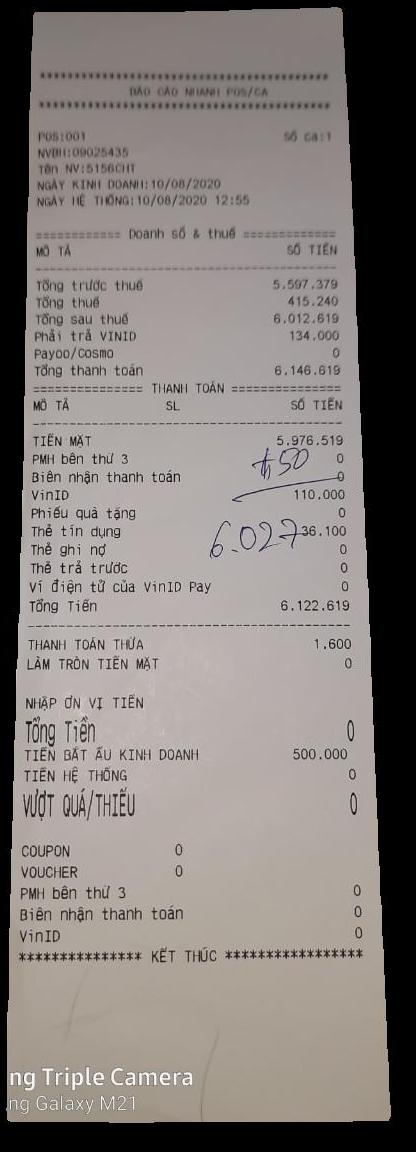 ************************************
BÁO CÁO NHANH POS/CA
************************************
POS:001 Số ca:1
NVBH:09025435
Tên NV:5156CHT
NGÀY KINH DOANH:10/08/2020
NGÀY HỆ THỐNG:10/08/2020 12:55
============ Doanh số & thuế =============
MÔ TẢ SỐ TIỀN
Tổng trước thuế 5.597.379
Tổng thuế 415.240
Tổng sau thuế 6.012.619
Phải trả VINID 134.000
Payoo/Cosmo 0
Tổng thanh toán 6.146.619
=============== THANH TOÁN ===============
MÔ TẢ SL SỐ TIỀN
TIỀN MẶT 5.976.519
PMH bên thứ 3 50 0
Biên nhận thanh toán 0
VinID 110.000
Phiếu quà tặng 0
Thẻ tín dụng 6.027 36.100
Thẻ ghi nợ 0
Thẻ trả trước 0
Ví điện tử của VinID Pay 0
Tổng Tiền 6.122.619
THANH TOÁN THỪA 1.600
LÀM TRÒN TIỀN MẶT 0
NHẬP ƠN VỊ TIỀN
Tổng Tiền 0
TIỀN BẮT ẦU KINH DOANH 500.000
TIỀN HỆ THỐNG 0
VƯỢT QUÁ/THIẾU 0
COUPON 0
VOUCHER 0
PMH bên thứ 3 0
Biên nhận thanh toán 0
VinID 0
*************** KẾT THÚC *****************
ng Triple Camera
ng Galaxy M21